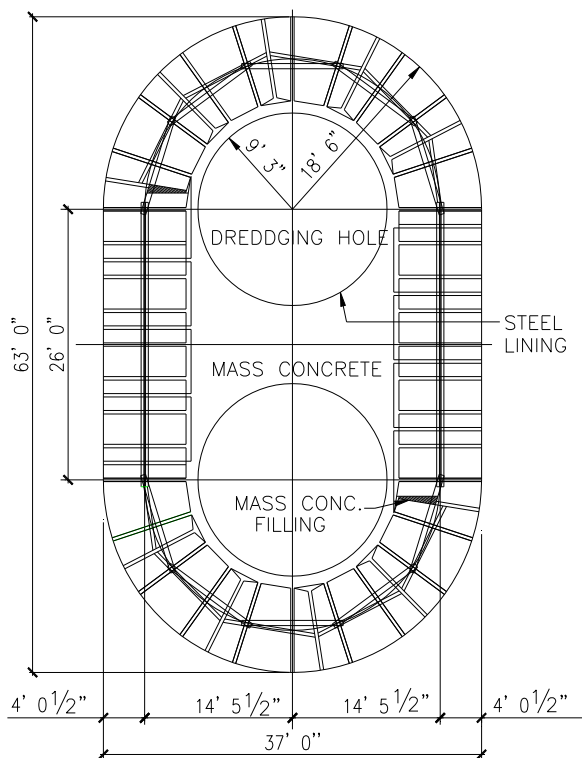 9' 3"
18' 6"
DREDDGING HOLE
63' 0"
26' 0"
STEEL
LINING
MASS CONCRETE
MASS CONC.
FILLING
4' 0 1/2"
14' 5 1/2"
14' 5 1/2"
4' 0 1/2"
37' 0"